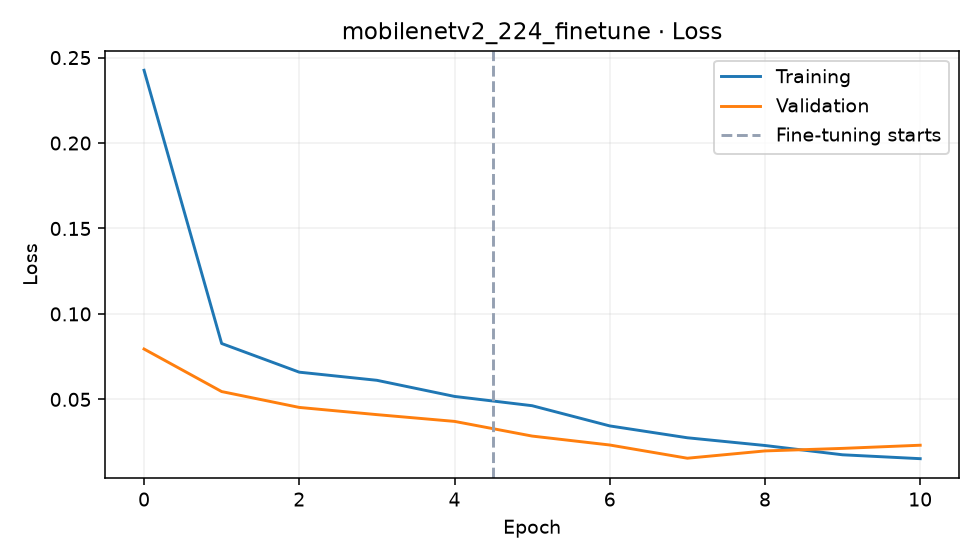 mobilenetv2_224_finetune · Loss
0.25
0.20
0.15
0.10
0.05
Loss
Training
Validation
Fine-tuning starts
0 2 4 6 8 10
Epoch